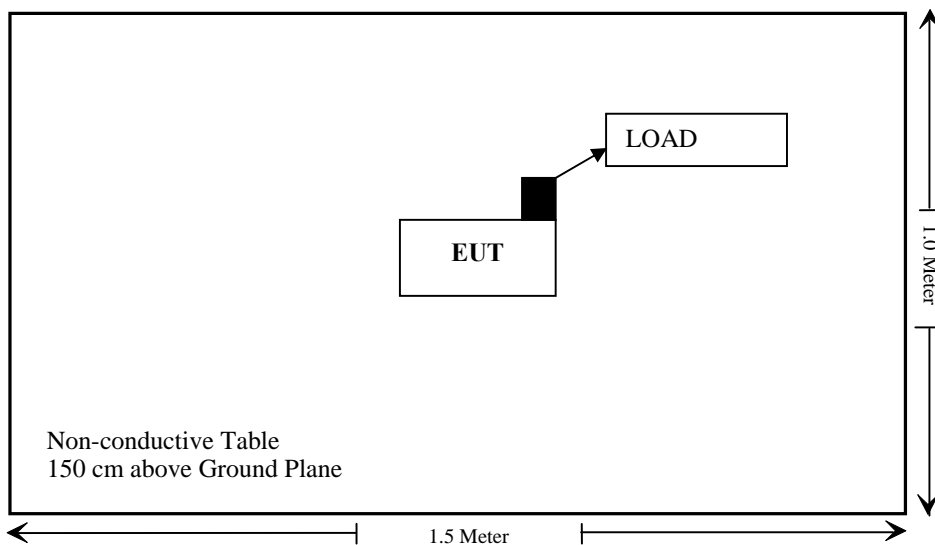 LOAD
EUT
1.0 Meter
Non-conductive Table
150 cm above Ground Plane
1.5 Meter